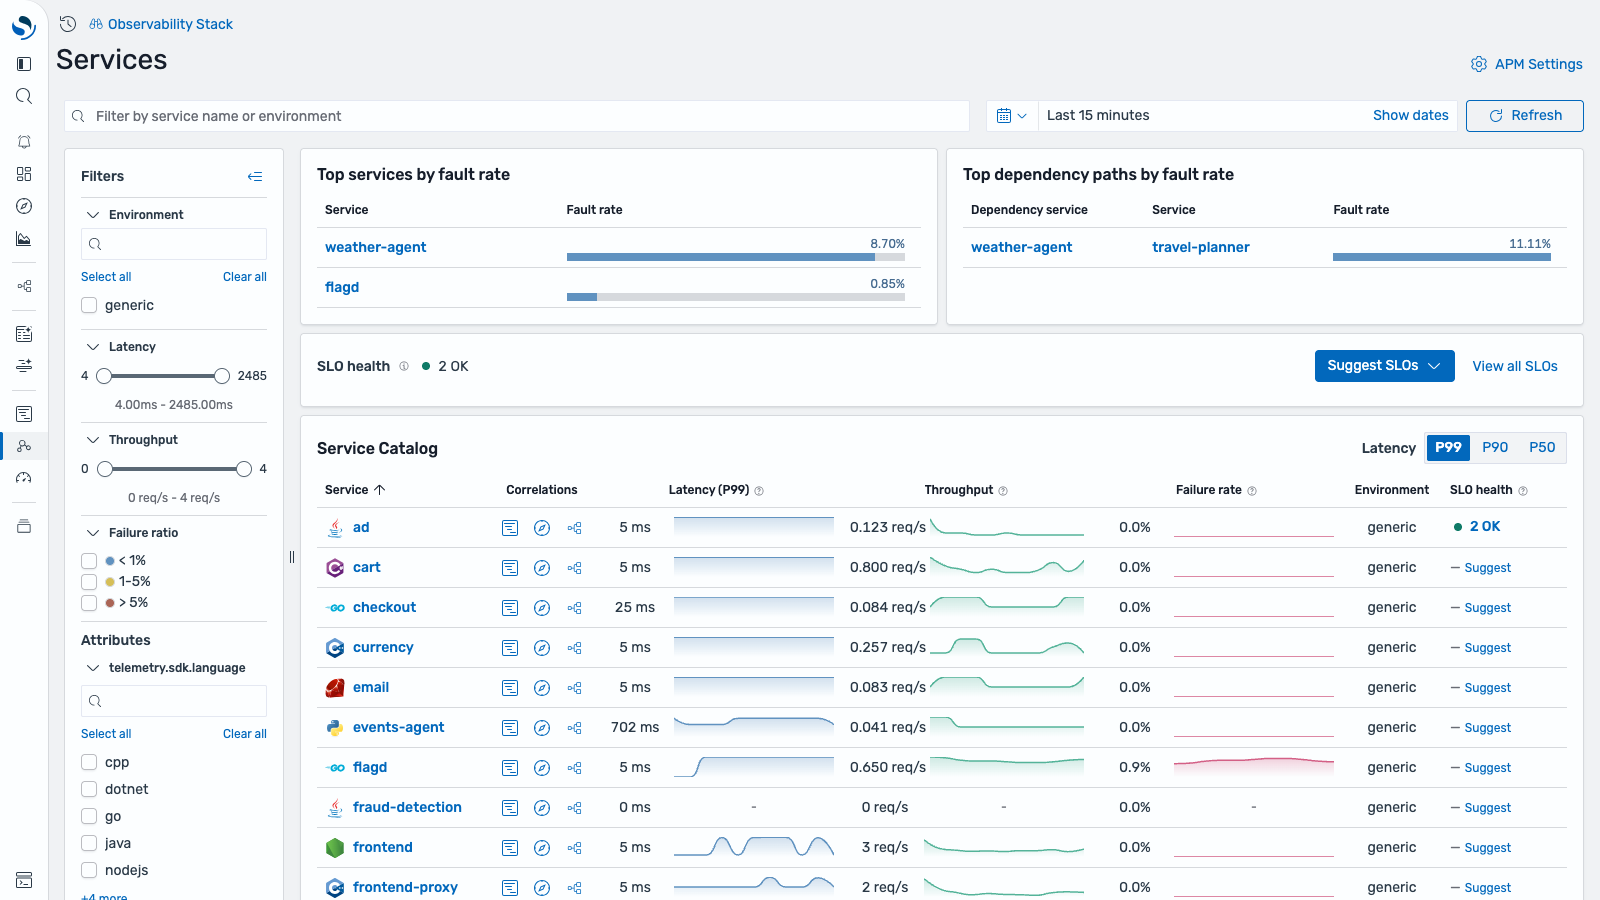 Observability Stack
Services
APM Settings
Filter by service name or environment
Last 15 minutes
Show dates
Refresh
Filters
Environment
Select all
Clear all
generic
Latency
4
2485
4.00ms - 2485.00ms
Throughput
0
4
0 req/s - 4 req/s
Failure ratio
< 1%
1-5%
> 5%
Attributes
telemetry.sdk.language
Select all
Clear all
cpp
dotnet
go
java
nodejs
+4 more
Top services by fault rate
Service Fault rate
weather-agent 8.70%
flagd 0.85%
Top dependency paths by fault rate
Dependency service Service Fault rate
weather-agent travel-planner 11.11%
SLO health 2 OK
Suggest SLOs
View all SLOs
Service Catalog
Latency P99 P90 P50
Service Correlations Latency (P99) Throughput Failure rate Environment SLO health
ad 5 ms 0.123 req/s 0.0% generic 2 OK
cart 5 ms 0.800 req/s 0.0% generic – Suggest
checkout 25 ms 0.084 req/s 0.0% generic – Suggest
currency 5 ms 0.257 req/s 0.0% generic – Suggest
email 5 ms 0.083 req/s 0.0% generic – Suggest
events-agent 702 ms 0.041 req/s 0.0% generic – Suggest
flagd 5 ms 0.650 req/s 0.9% generic – Suggest
fraud-detection 0 ms - 0 req/s - 0.0% - generic – Suggest
frontend 5 ms 3 req/s 0.0% generic – Suggest
frontend-proxy 5 ms 2 req/s 0.0% generic – Suggest